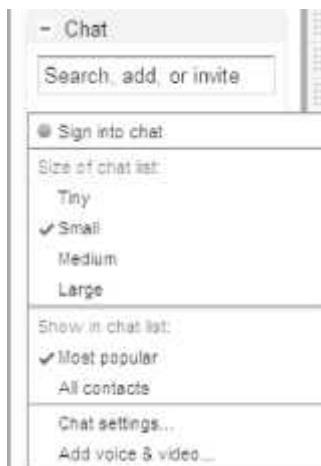 − Chat
Search, add, or invite
Sign into chat
Size of chat list:
Tiny
✔ Small
Medium
Large
Show in chat list:
✔ Most popular
All contacts
Chat settings...
Add voice & video...